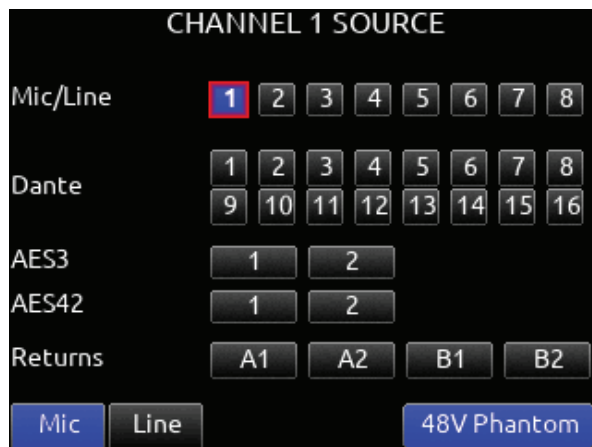 CHANNEL 1 SOURCE
Mic/Line 1 2 3 4 5 6 7 8
Dante 1 2 3 4 5 6 7 8
9 10 11 12 13 14 15 16
AES3 1 2
AES42 1 2
Returns A1 A2 B1 B2
Mic Line 48V Phantom